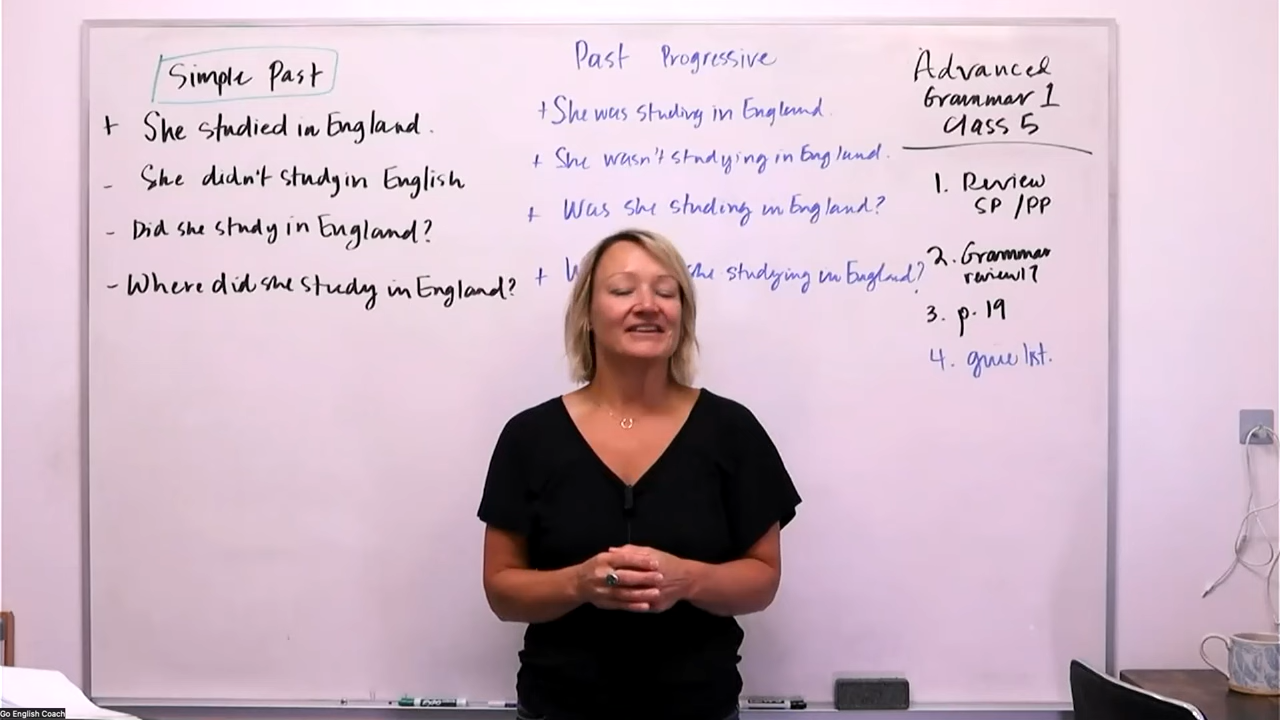 Simple Past
+ She studied in England.
- She didn't study in English
- Did she study in England?
- Where did she study in England?
Past Progressive
+ She was studing in England.
+ She wasn't studying in England.
+ Was she studing in England?
+ she studying in England?
Advanced
Grammar 1
Class 5
1. Review
SP / PP
2. Grammar
review 1?
3. p. 19
4.
EXPO
Go English Coach